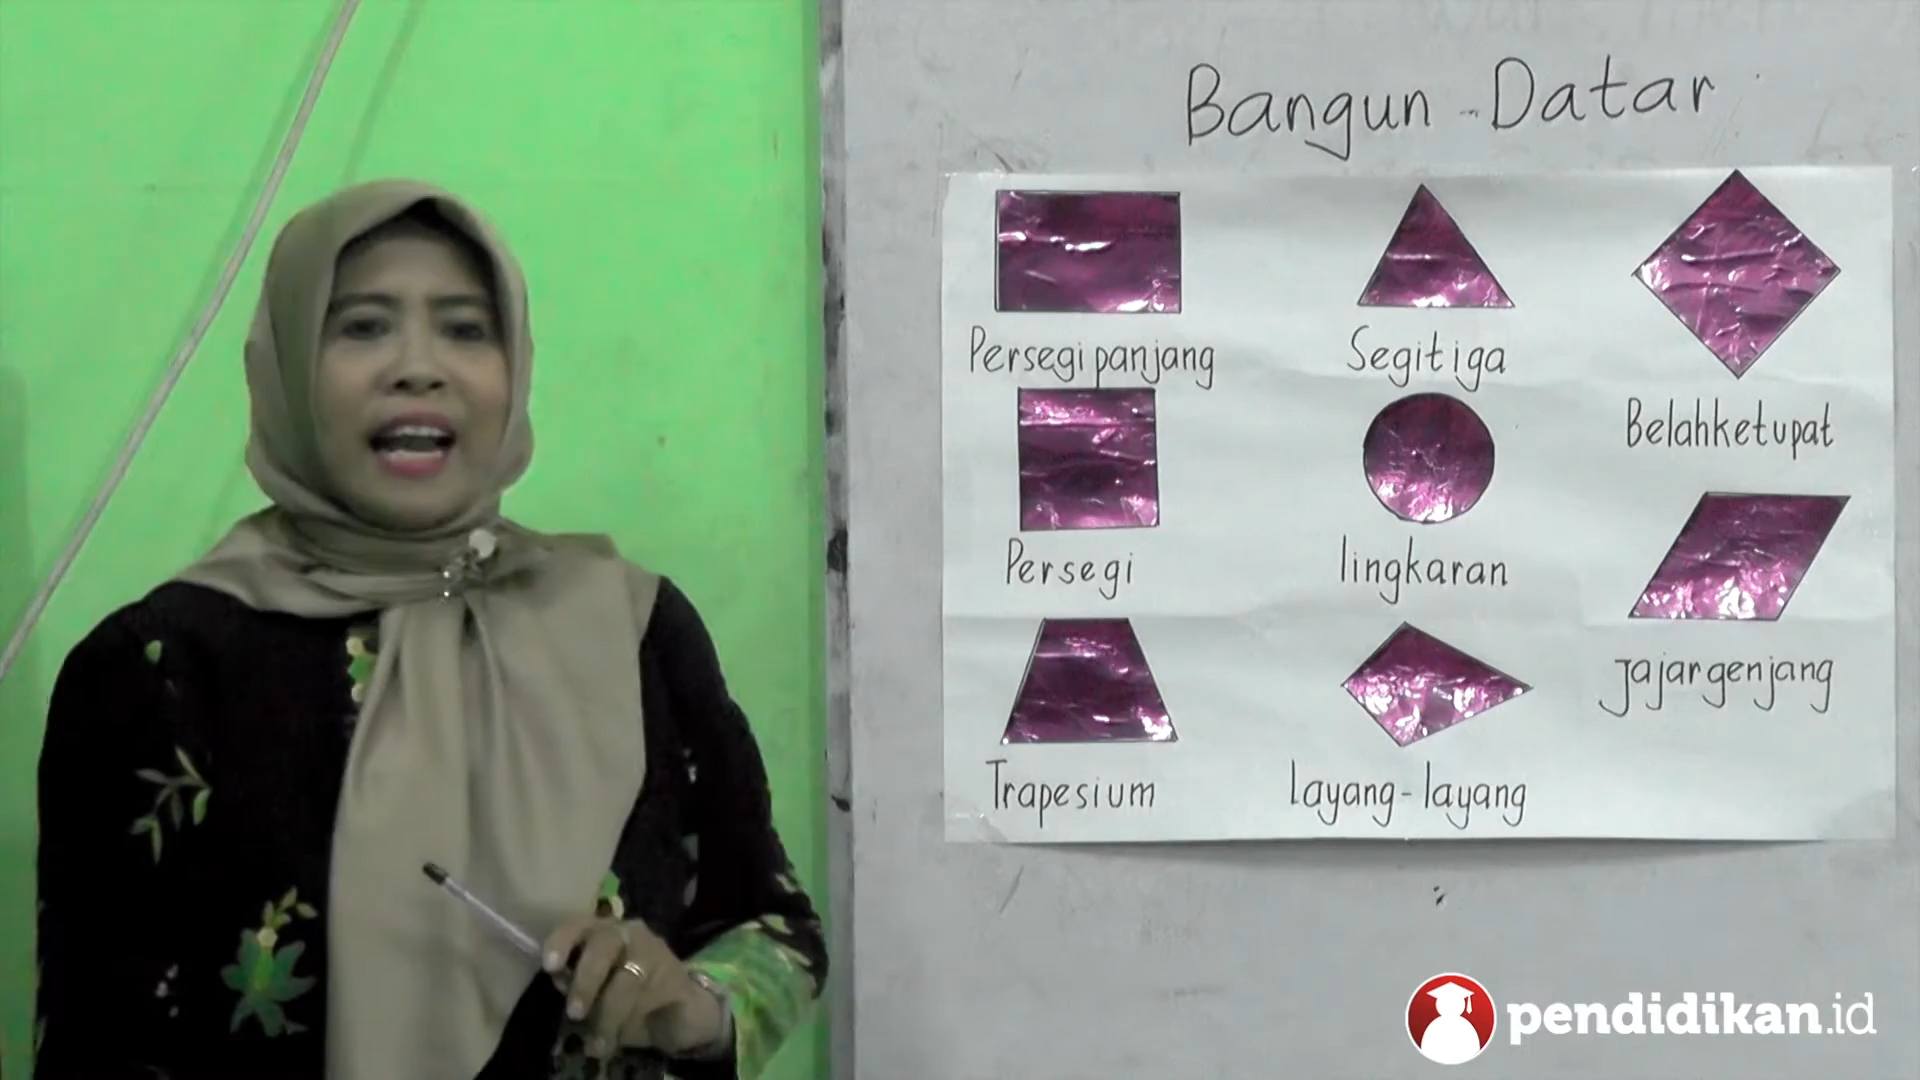 Bangun Datar
Persegi panjang
Segitiga
Belahketupat
Persegi
lingkaran
Jajargenjang
Trapesium
Layang-layang
pendidikan.id